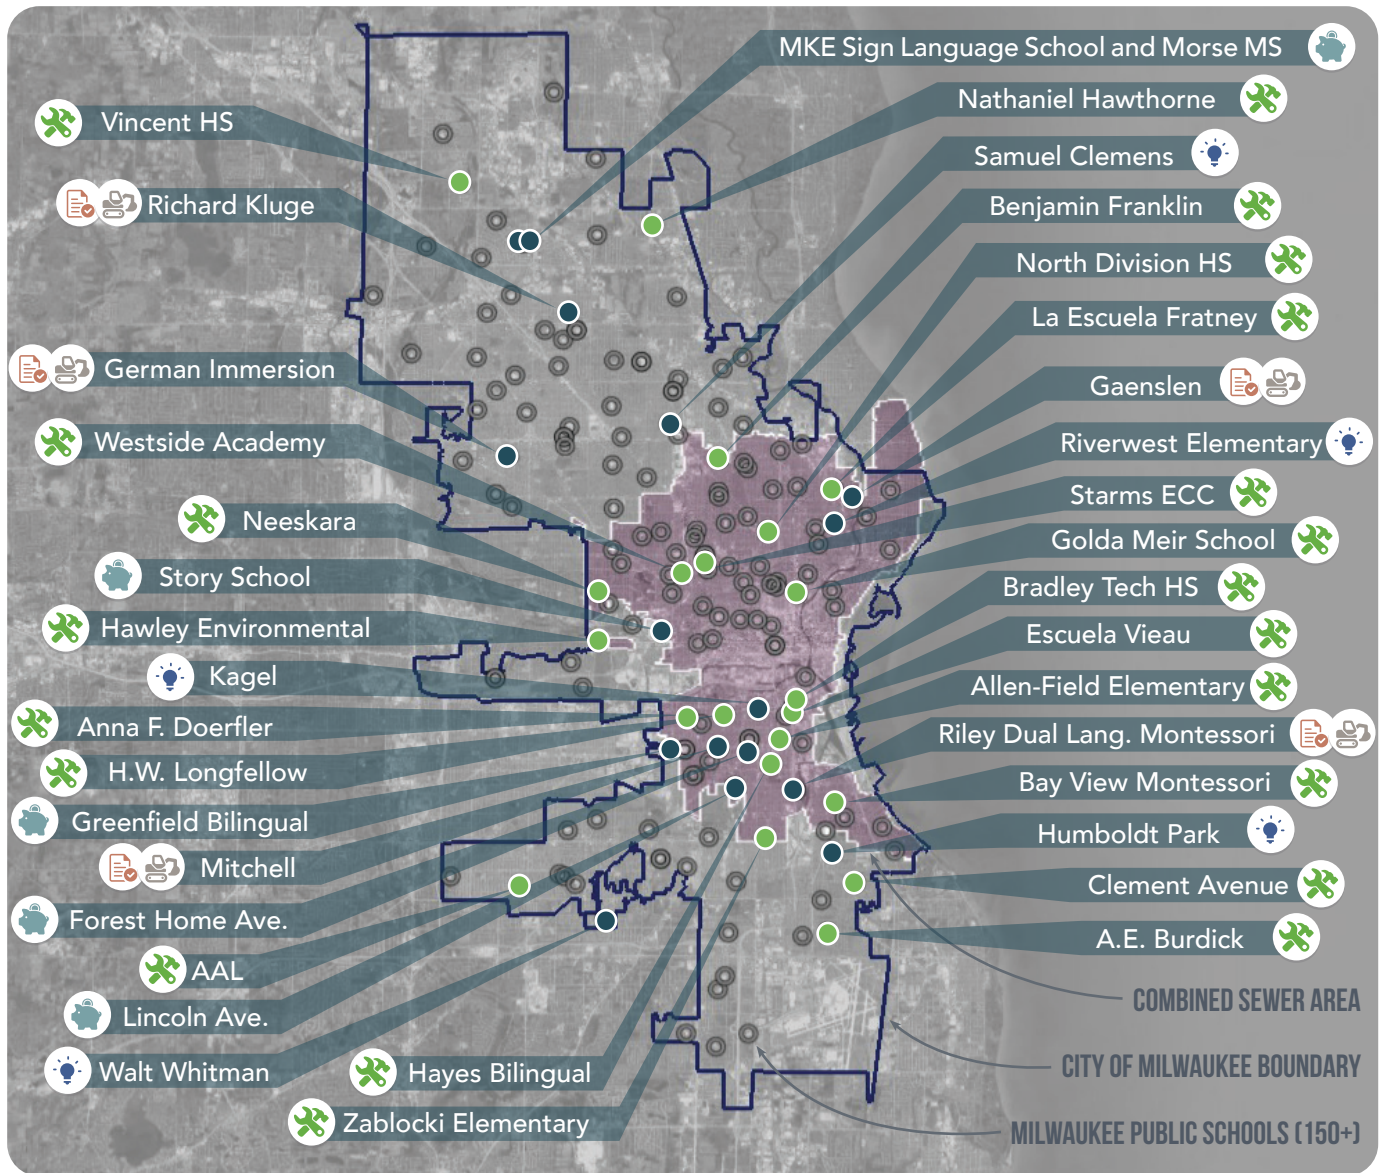 MKE Sign Language School and Morse MS
Nathaniel Hawthorne
Samuel Clemens
Benjamin Franklin
North Division HS
La Escuela Fratney
Gaenslen
Riverwest Elementary
Starms ECC
Golda Meir School
Bradley Tech HS
Escuela Vieau
Allen-Field Elementary
Riley Dual Lang. Montessori
Bay View Montessori
Humboldt Park
Clement Avenue
A.E. Burdick
COMBINED SEWER AREA
CITY OF MILWAUKEE BOUNDARY
MILWAUKEE PUBLIC SCHOOLS (150+)
Vincent HS
Richard Kluge
German Immersion
Westside Academy
Neeskara
Story School
Hawley Environmental
Kagel
Anna F. Doerfler
H.W. Longfellow
Greenfield Bilingual
Mitchell
Forest Home Ave.
AAL
Lincoln Ave.
Walt Whitman
Hayes Bilingual
Zablocki Elementary